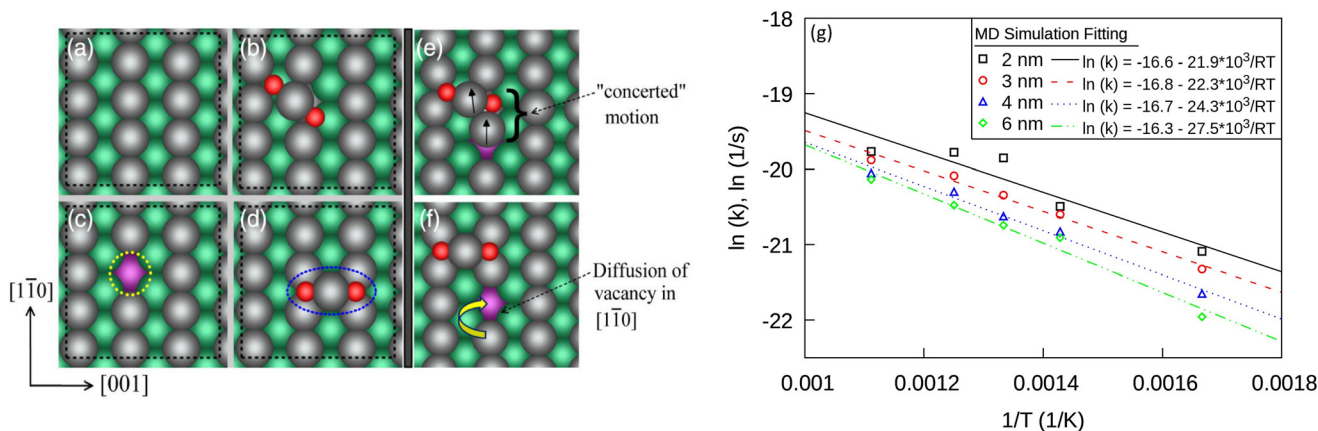 (a)
(b)
(c)
(d)
[11̅0]
[001]
(e)
"concerted"
motion
(f)
Diffusion of
vacancy in
[11̅0]
(g)
ln (k), ln (1/s)
-18
-19
-20
-21
-22
0.001
0.0012
0.0014
0.0016
0.0018
1/T (1/K)
MD Simulation Fitting
2 nm ln (k) = -16.6 - 21.9*10³/RT
3 nm ln (k) = -16.8 - 22.3*10³/RT
4 nm ln (k) = -16.7 - 24.3*10³/RT
6 nm ln (k) = -16.3 - 27.5*10³/RT